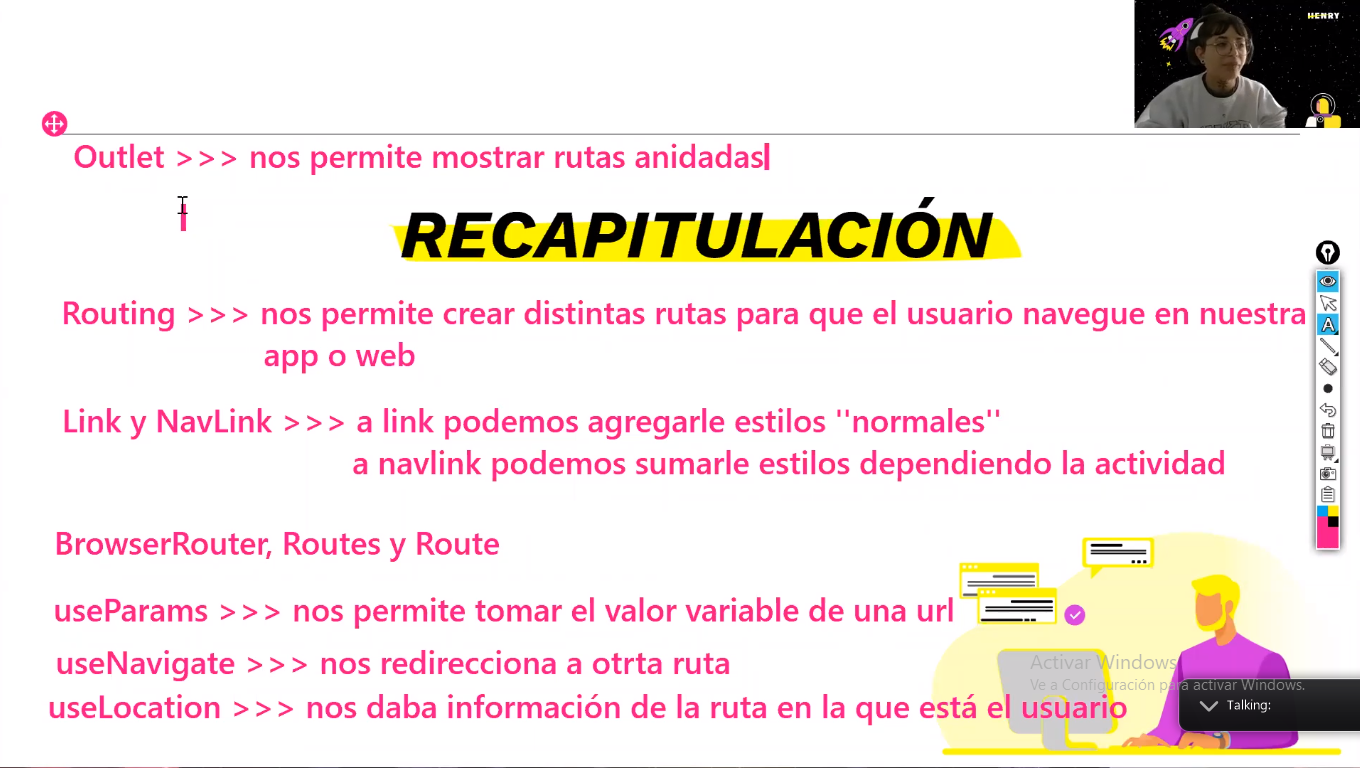 HENRY
Outlet >>> nos permite mostrar rutas anidadas
RECAPITULACIÓN
Routing >>> nos permite crear distintas rutas para que el usuario navegue en nuestra
app o web
Link y NavLink >>> a link podemos agregarle estilos ''normales''
a navlink podemos sumarle estilos dependiendo la actividad
BrowserRouter, Routes y Route
useParams >>> nos permite tomar el valor variable de una url
useNavigate >>> nos redirecciona a otrta ruta
Activar Windows
Ve a Configuración para activar Windows.
useLocation >>> nos daba información de la ruta en la que está el usuario
Talking:
A